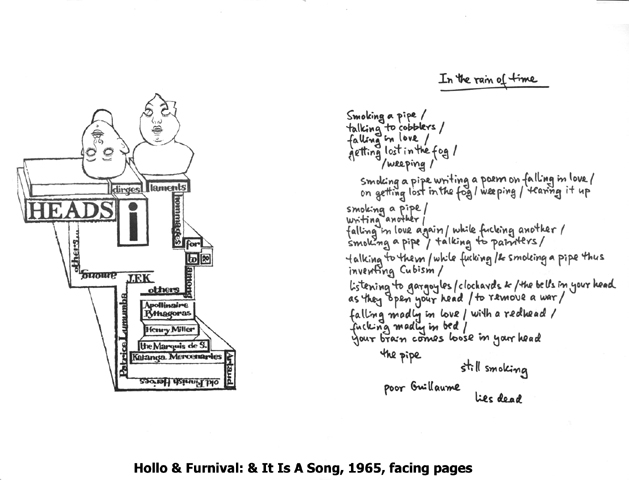 dirges laments
HEADS i
hommages
for
to
among
others
Apollinaire
Pythagoras
Henry Miller
the Marquis de S.
Katanga Mercenaries
Artaud
old Finnish Heroes
Patrice Lumumba
J.F.K
among
others...
In the rain of time
Smoking a pipe /
talking to cobblers /
falling in love /
getting lost in the fog /
/weeping /
smoking a pipe writing a poem on falling in love /
on getting lost in the fog / weeping / tearing it up
smoking a pipe /
writing another /
falling in love again / while fucking another /
smoking a pipe / talking to painters /
talking to them / while fucking / & smoking a pipe thus
inventing Cubism /
listening to gargoyles / clochards & / the bells in your head
as they open your head / to remove a war /
falling madly in love / with a redhead /
fucking madly in bed /
your brain comes loose in your head
the pipe
still smoking
poor Guillaume
lies dead
Hollo & Furnival: & It Is A Song, 1965, facing pages